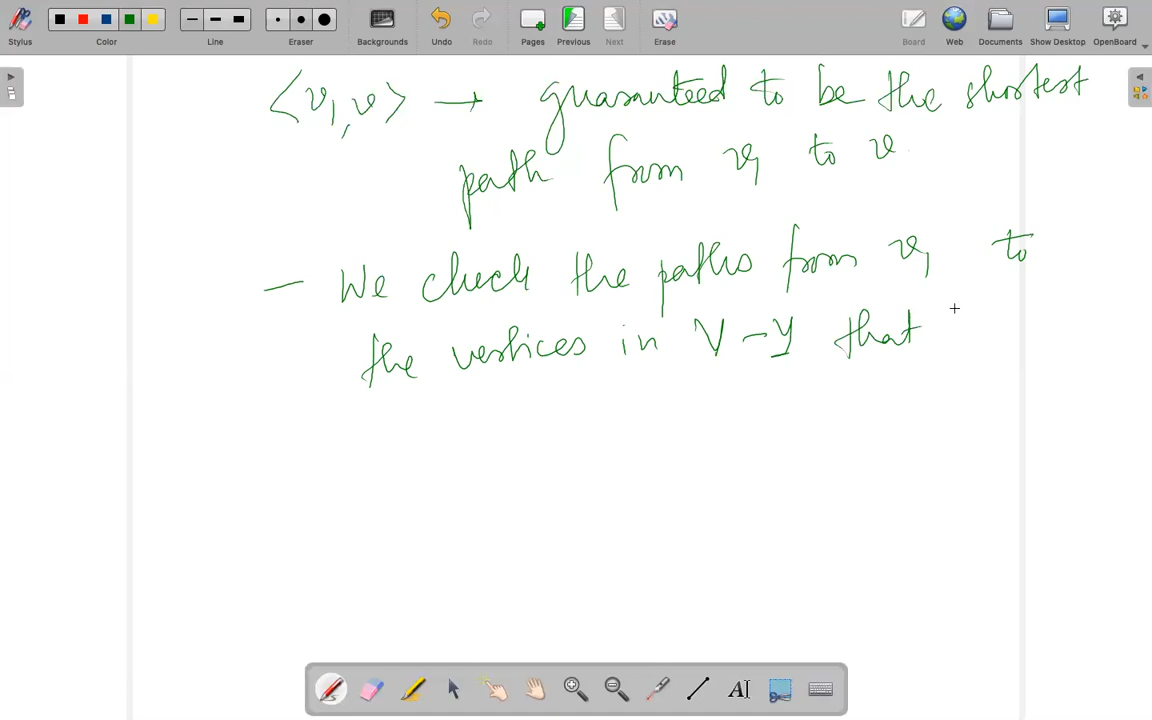 Stylus Color Line Eraser Backgrounds Undo Redo Pages Previous Next Erase Board Web Documents Show Desktop OpenBoard
<v₁, v> → guaranteed to be the shortest
path from v₁ to v
— We check the paths from v₁ to
the vertices in V - Y that